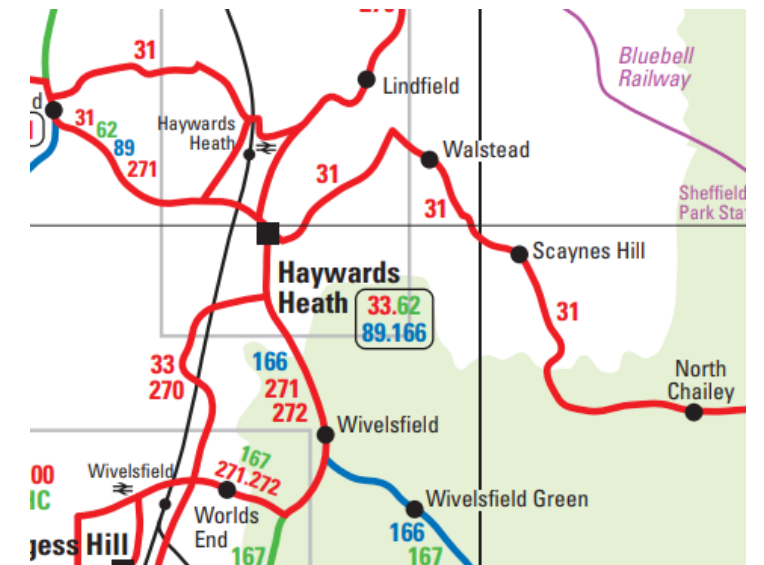 31
Bluebell
Railway
Lindfield
d
31
62
89
271
Haywards
Heath
Walstead
31
31
Sheffield
Park Sta
Scaynes Hill
Haywards
Heath
33.62
89.166
31
33
270
166
271
272
North
Chailey
Wivelsfield
167
271.272
Wivelsfield
00
IC
Worlds
End
Wivelsfield Green
166
167
gess Hill
167